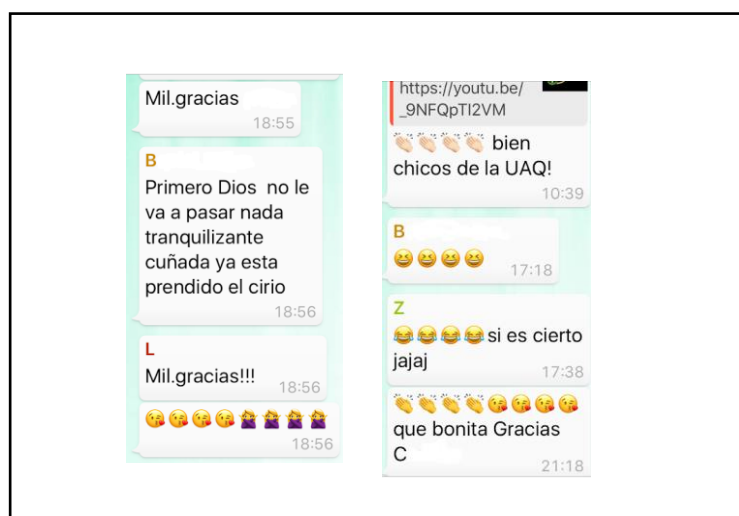 Mil.gracias
18:55
B
Primero Dios no le
va a pasar nada
tranquilizante
cuñada ya esta
prendido el cirio
18:56
L
Mil.gracias!!!
18:56
😘😘😘😘🙅‍♀️🙅‍♀️🙅‍♀️🙅‍♀️
18:56
https://youtu.be/
_9NFQpTI2VM
👏🏻👏🏻👏🏻👏🏻 bien
chicos de la UAQ!
10:39
B
😆😆😆😆
17:18
Z
😂😂😂😂si es cierto
jajaj
17:38
👏👏👏👏😘😘😘😘
que bonita Gracias
C
21:18